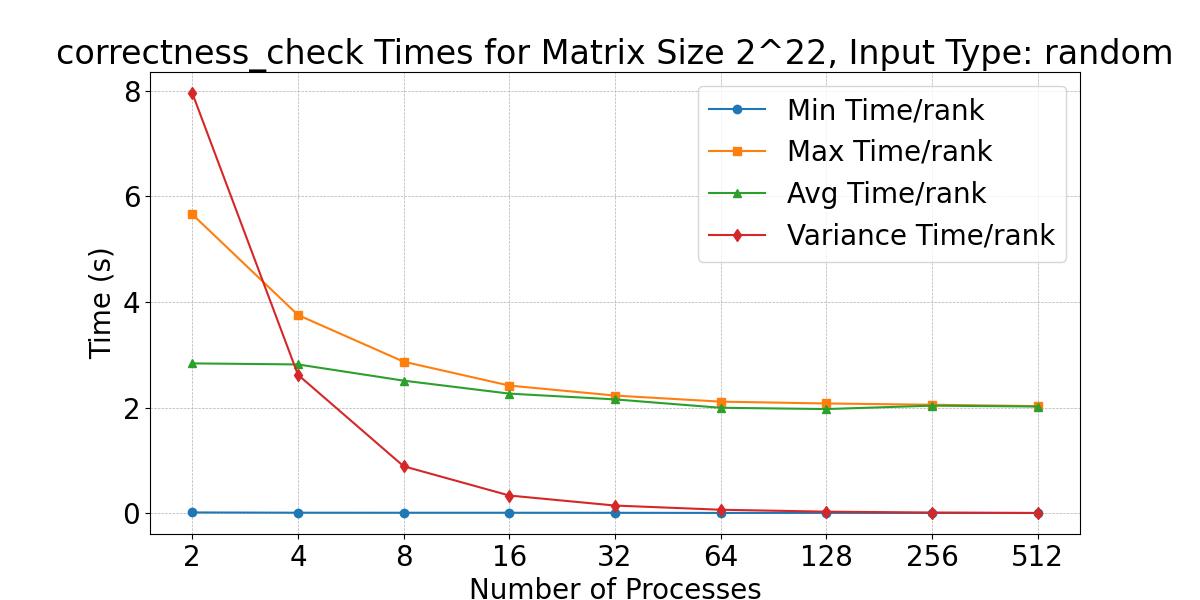 correctness_check Times for Matrix Size 2^22, Input Type: random
Min Time/rank
Max Time/rank
Avg Time/rank
Variance Time/rank
Time (s)
8
6
4
2
0
2 4 8 16 32 64 128 256 512
Number of Processes